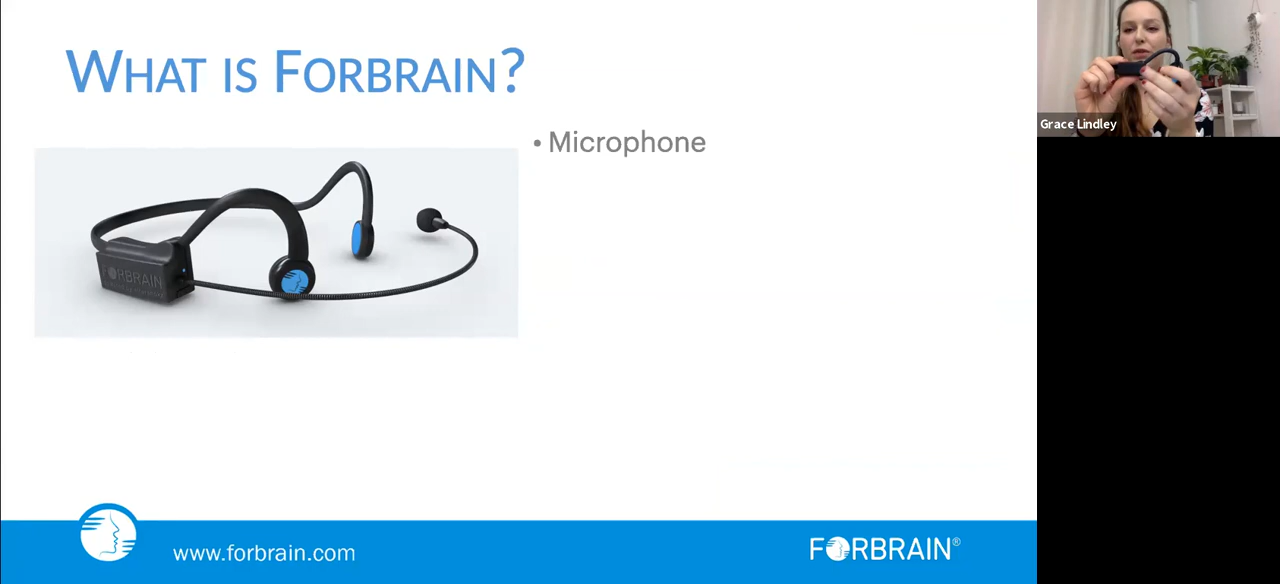 WHAT IS FORBRAIN?
• Microphone
Grace Lindley
FORBRAIN
www.forbrain.com
FORBRAIN®